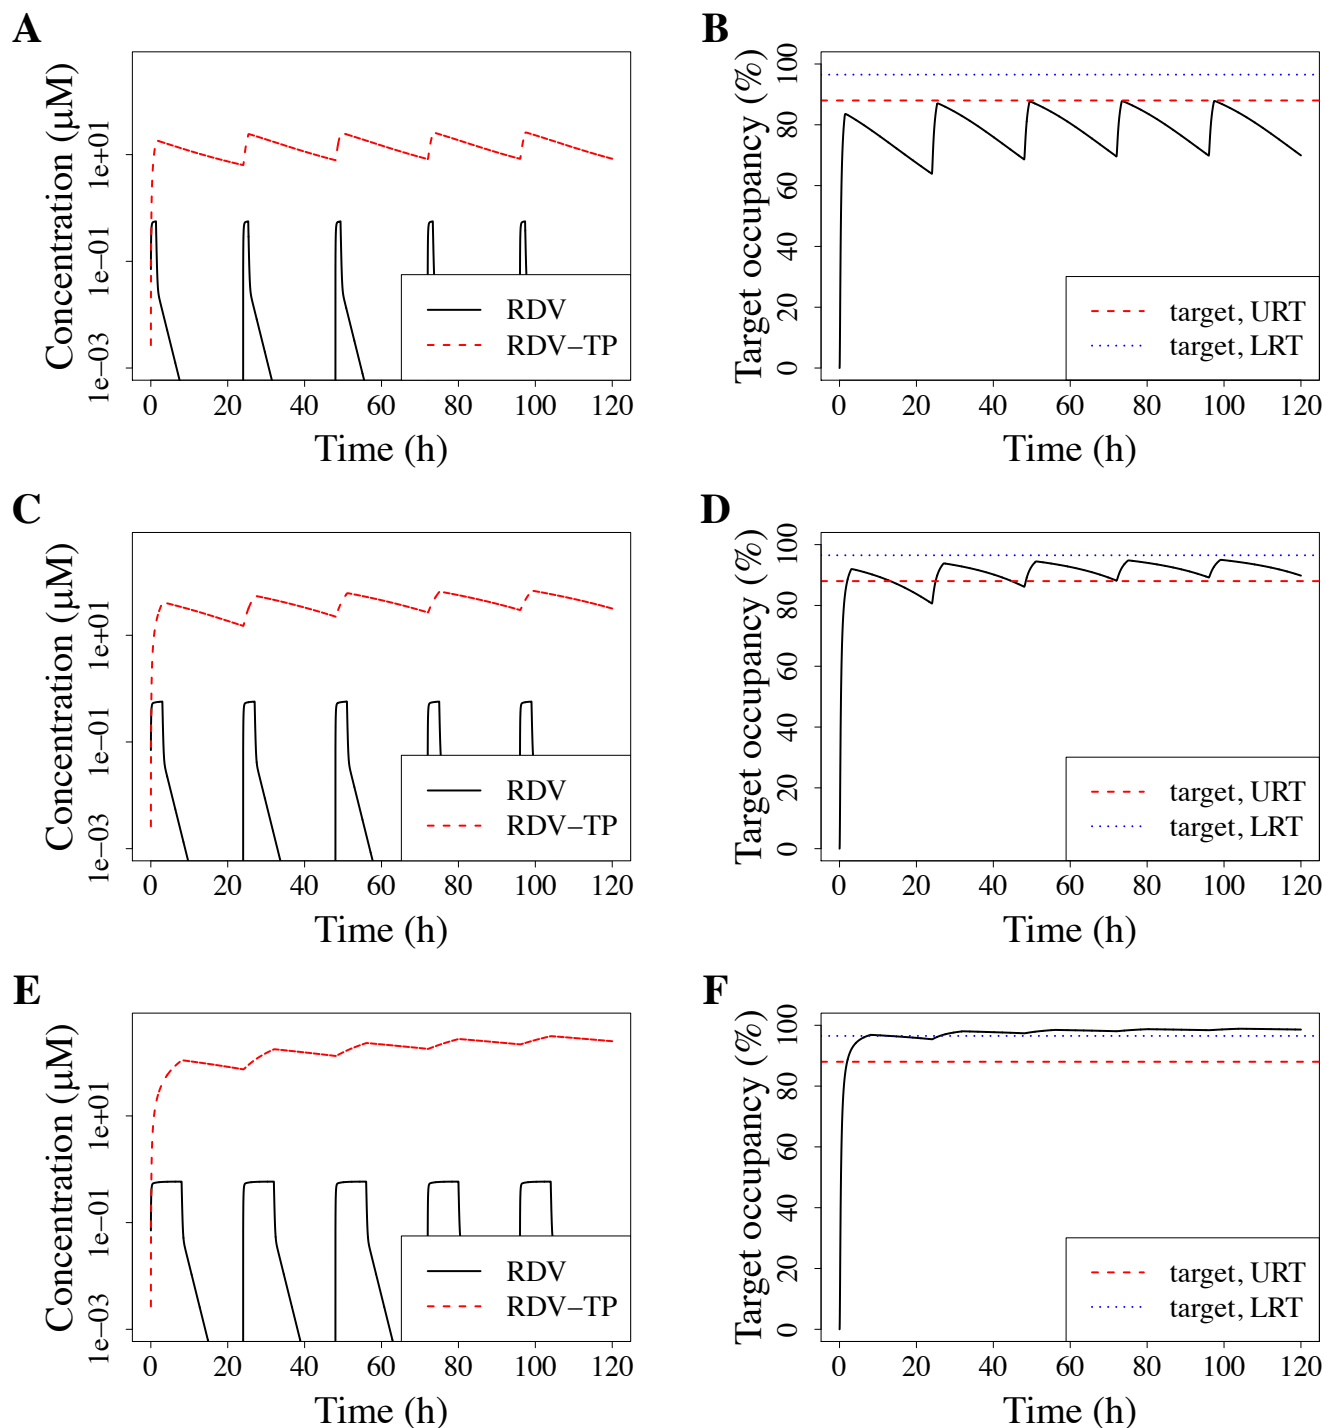 A
Concentration (μM)
1e+01
1e−01
1e−03
RDV
RDV−TP
0 20 40 60 80 100 120
Time (h)
B
Target occupancy (%)
100
80
60
40
20
0
target, URT
target, LRT
0 20 40 60 80 100 120
Time (h)
C
Concentration (μM)
1e+01
1e−01
1e−03
RDV
RDV−TP
0 20 40 60 80 100 120
Time (h)
D
Target occupancy (%)
100
80
60
40
20
0
target, URT
target, LRT
0 20 40 60 80 100 120
Time (h)
E
Concentration (μM)
1e+01
1e−01
1e−03
RDV
RDV−TP
0 20 40 60 80 100 120
Time (h)
F
Target occupancy (%)
100
80
60
40
20
0
target, URT
target, LRT
0 20 40 60 80 100 120
Time (h)